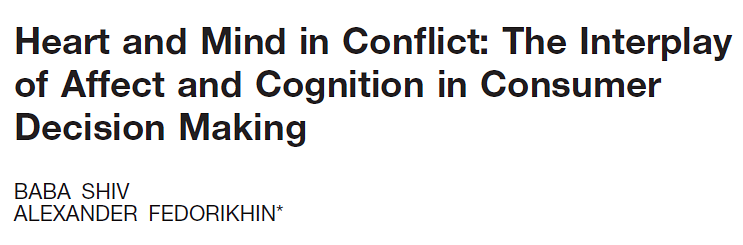 Heart and Mind in Conflict: The Interplay
of Affect and Cognition in Consumer
Decision Making
BABA SHIV
ALEXANDER FEDORIKHIN*